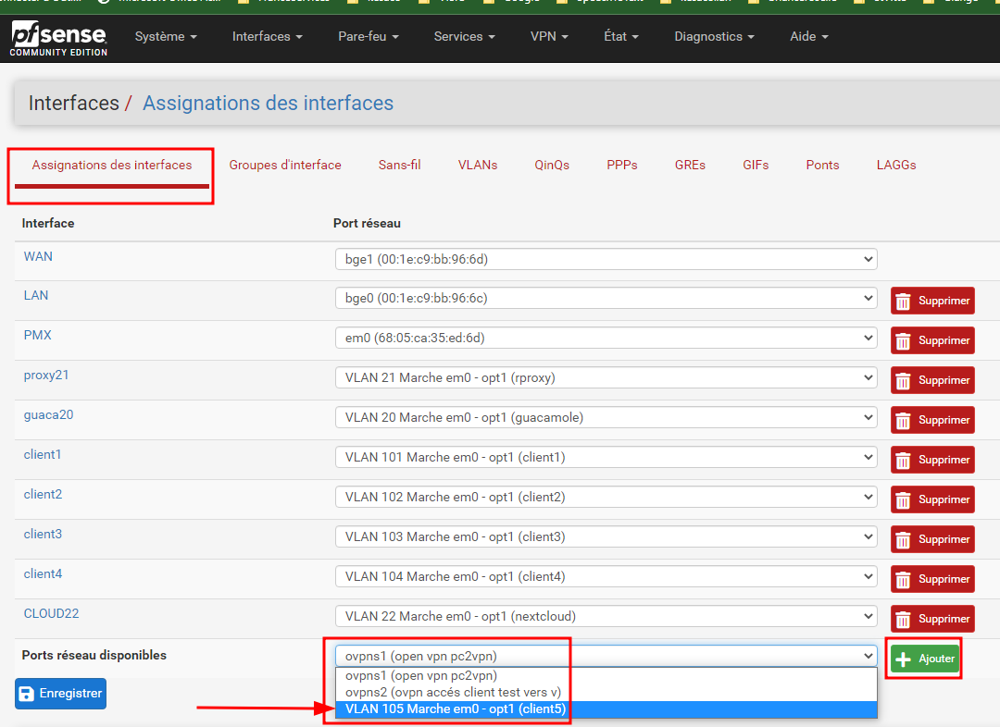 pfsense
COMMUNITY EDITION
Système Interfaces Pare-feu Services VPN État Diagnostics Aide
Interfaces / Assignations des interfaces
Assignations des interfaces Groupes d'interface Sans-fil VLANs QinQs PPPs GREs GIFs Ponts LAGGs
Interface Port réseau
WAN bge1 (00:1e:c9:bb:96:6d)
LAN bge0 (00:1e:c9:bb:96:6c) Supprimer
PMX em0 (68:05:ca:35:ed:6d) Supprimer
proxy21 VLAN 21 Marche em0 - opt1 (rproxy) Supprimer
guaca20 VLAN 20 Marche em0 - opt1 (guacamole) Supprimer
client1 VLAN 101 Marche em0 - opt1 (client1) Supprimer
client2 VLAN 102 Marche em0 - opt1 (client2) Supprimer
client3 VLAN 103 Marche em0 - opt1 (client3) Supprimer
client4 VLAN 104 Marche em0 - opt1 (client4) Supprimer
CLOUD22 VLAN 22 Marche em0 - opt1 (nextcloud) Supprimer
Ports réseau disponibles ovpns1 (open vpn pc2vpn) Ajouter
ovpns1 (open vpn pc2vpn)
ovpns2 (ovpn accés client test vers v)
VLAN 105 Marche em0 - opt1 (client5)
Enregistrer